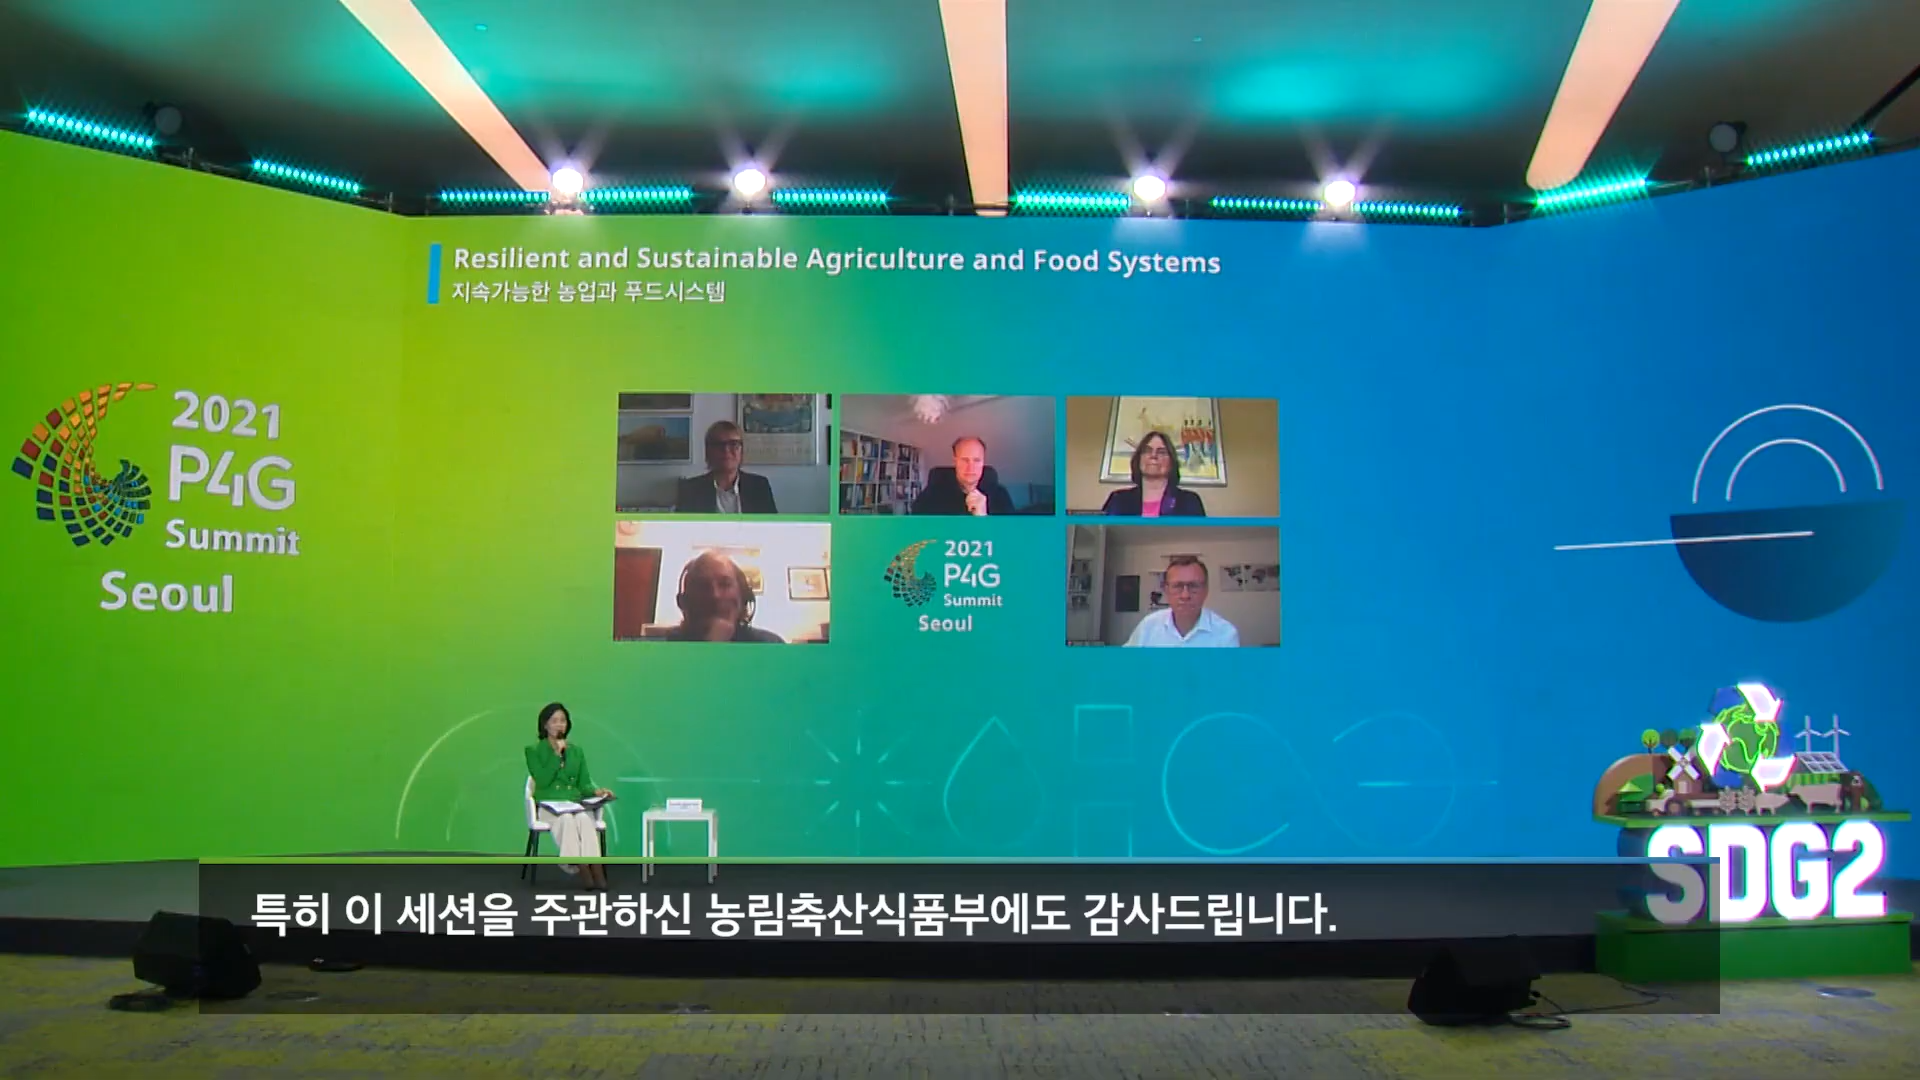 Resilient and Sustainable Agriculture and Food Systems
지속가능한 농업과 푸드시스템
2021
P4G
Summit
Seoul
2021
P4G
Summit
Seoul
SDG2
특히 이 세션을 주관하신 농림축산식품부에도 감사드립니다.